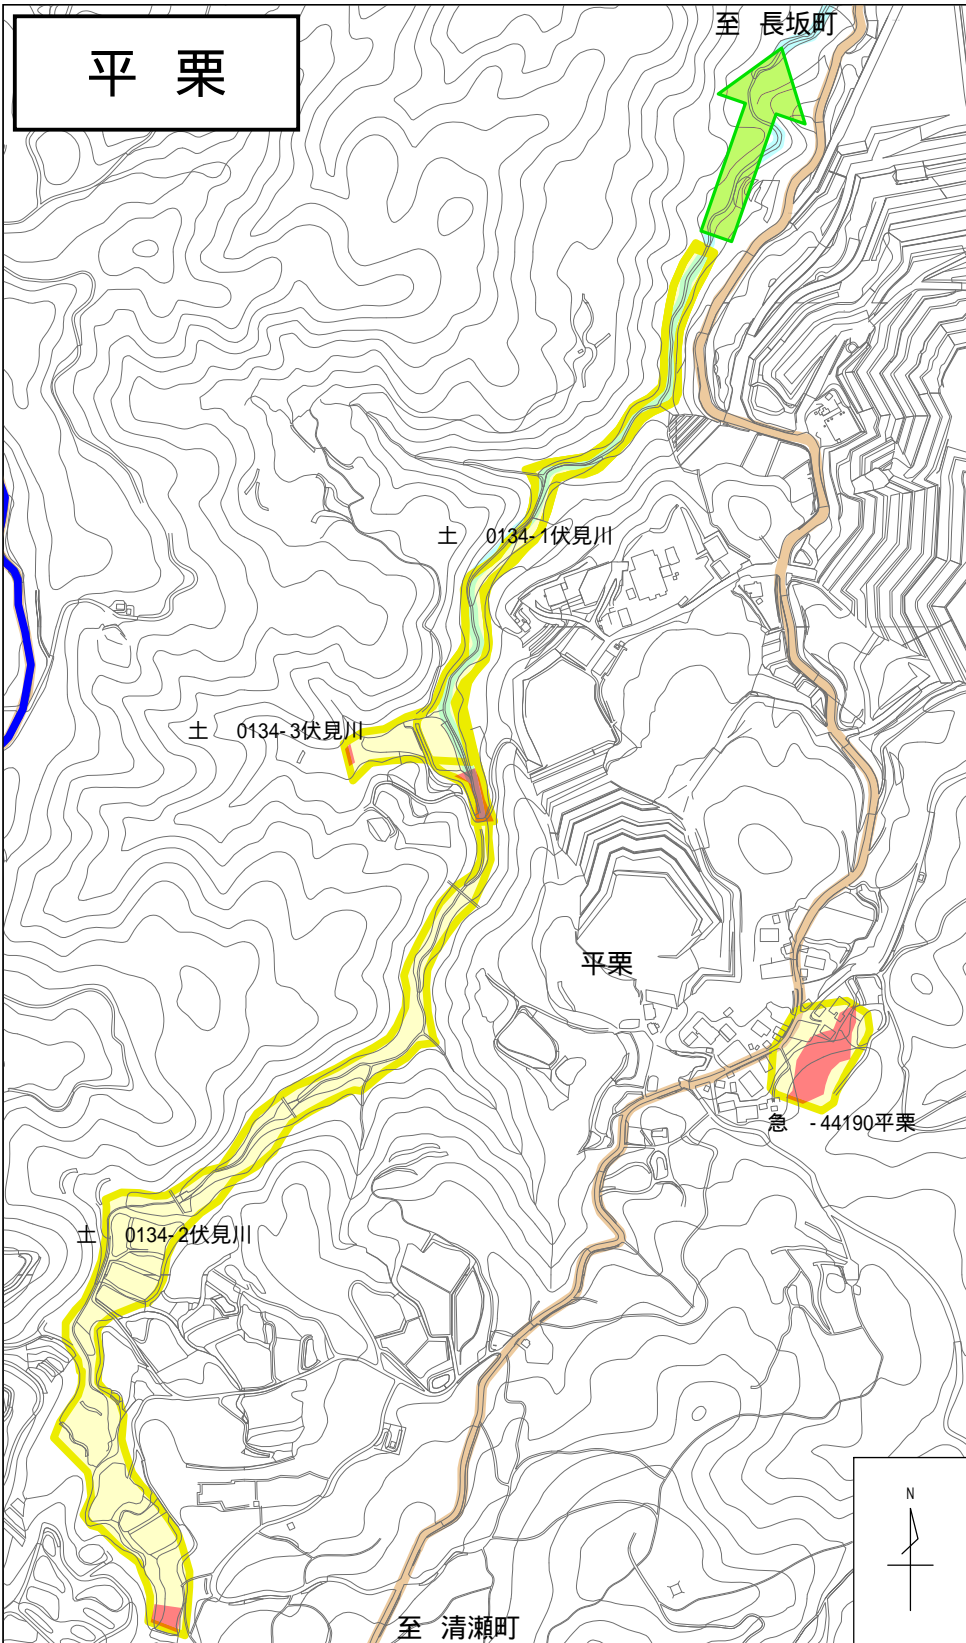 平 栗
至 長坂町
土 0134-1伏見川
土 0134-3伏見川
平栗
急 -44190平栗
土 0134-2伏見川
至 清瀬町
N